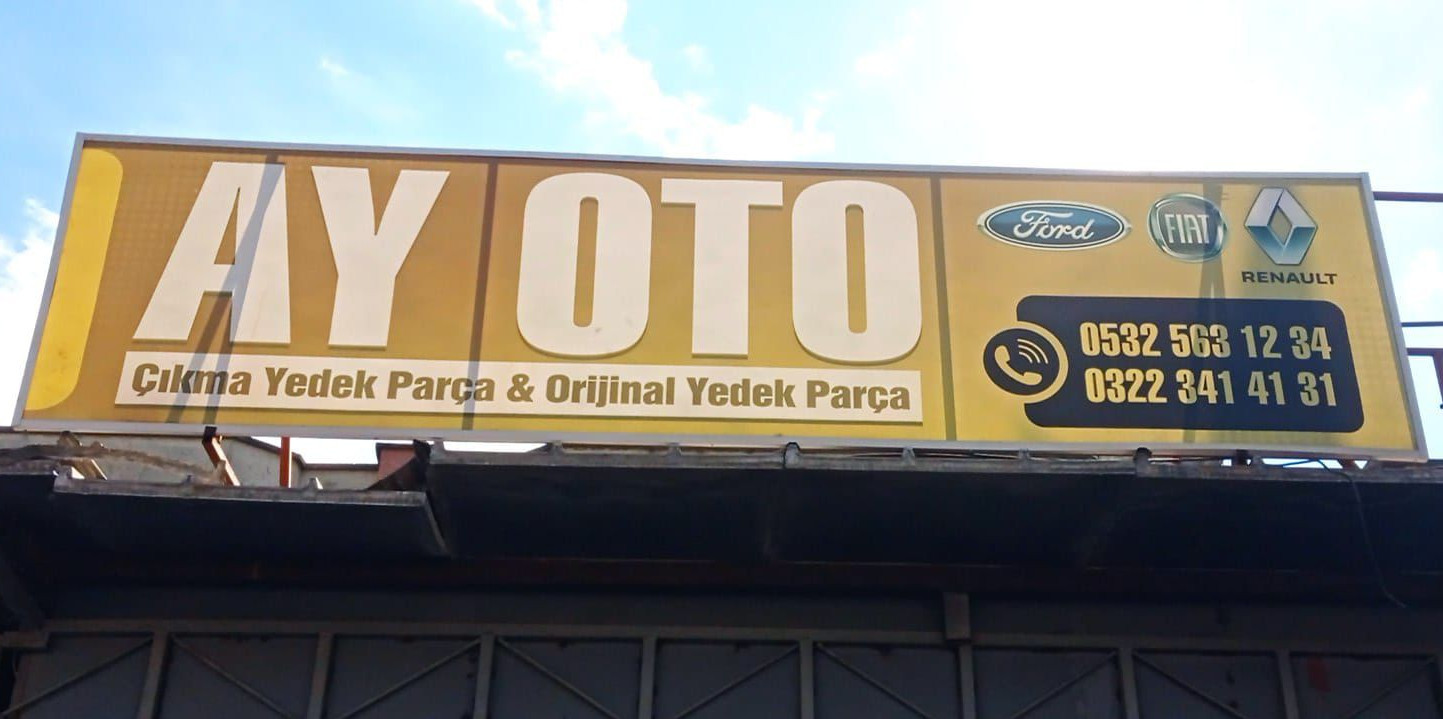 AY OTO
Çıkma Yedek Parça & Orijinal Yedek Parça
Ford FIAT
RENAULT
0532 563 12 34
0322 341 41 31